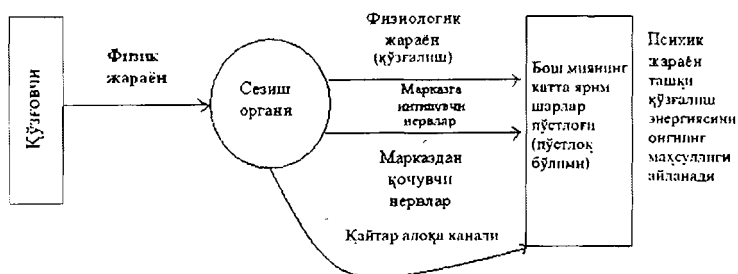 Қўзғовчи
Физик
жараён
Сезиш
органи
Физиологик
жараён
(қўзғалиш)
Марказга
интилувчи
нервлар
Марказдан
қочувчи
нервлар
Қайтар алоқа канали
Бош миянинг
катта ярим
шарлар
пўстлоғи
(пўстлоқ
бўлими)
Психик
жараён
ташқи
қўзғалиш
энергиясини
онгнинг
маҳсулига
айланади